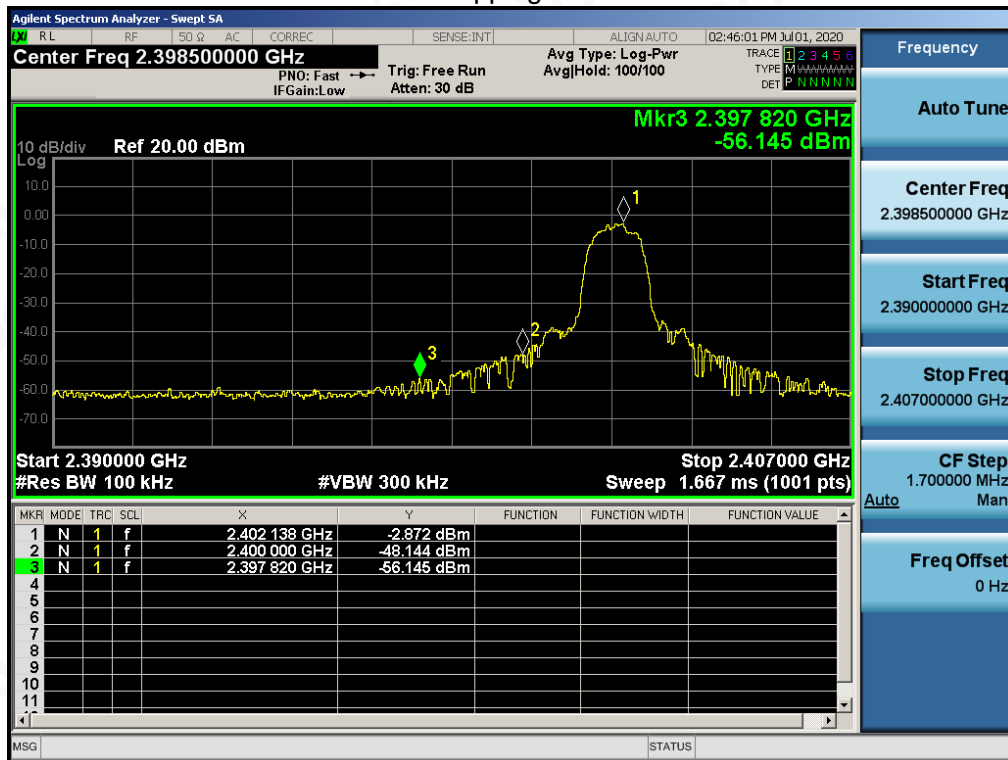 Agilent Spectrum Analyzer - Swept SA
LXI RL RF 50 Ω AC CORREC SENSE:INT ALIGN AUTO 02:46:01 PM Jul 01, 2020
Center Freq 2.398500000 GHz
PNO: Fast
IFGain:Low
Trig: Free Run
Atten: 30 dB
Avg Type: Log-Pwr
Avg|Hold: 100/100
TRACE 1 2 3 4 5 6
TYPE M WWWWW
DET P N N N N N
Mkr3 2.397 820 GHz
-56.145 dBm
10 dB/div Ref 20.00 dBm
Log
10.0
0.00
-10.0
-20.0
-30.0
-40.0
-50.0
-60.0
-70.0
1
2
3
Start 2.390000 GHz Stop 2.407000 GHz
#Res BW 100 kHz #VBW 300 kHz Sweep 1.667 ms (1001 pts)
MKR MODE TRC SCL X Y FUNCTION FUNCTION WIDTH FUNCTION VALUE
1 N 1 f 2.402 138 GHz -2.872 dBm
2 N 1 f 2.400 000 GHz -48.144 dBm
3 N 1 f 2.397 820 GHz -56.145 dBm
4
5
6
7
8
9
10
11
MSG STATUS
Frequency
Auto Tune
Center Freq
2.398500000 GHz
Start Freq
2.390000000 GHz
Stop Freq
2.407000000 GHz
CF Step
1.700000 MHz
Auto Man
Freq Offset
0 Hz